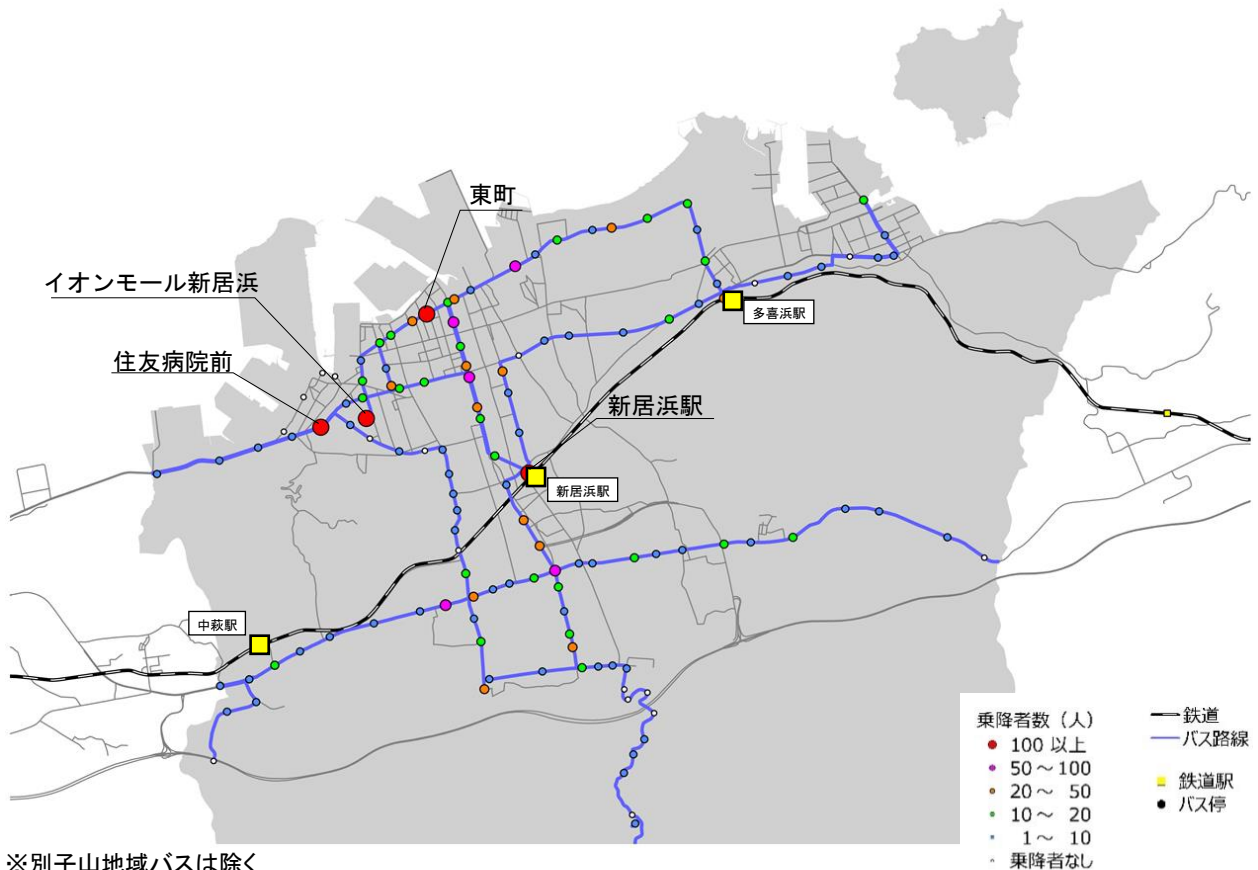 東町
イオンモール新居浜
多喜浜駅
住友病院前
新居浜駅
新居浜駅
中萩駅
乗降者数（人）
100 以上
50～100
20～ 50
10～ 20
1～ 10
乗降者なし
鉄道
バス路線
鉄道駅
バス停
※別子山地域バスは除く